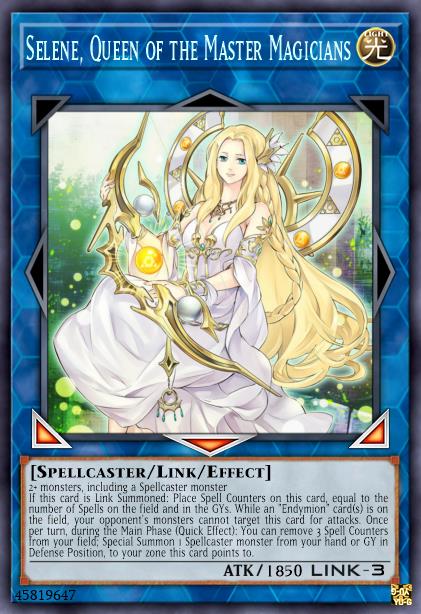 Selene, Queen of the Master Magicians
LIGHT
光
[Spellcaster/Link/Effect]
2+ monsters, including a Spellcaster monster
If this card is Link Summoned: Place Spell Counters on this card, equal to the
number of Spells on the field and in the GYs. While an "Endymion" card(s) is on
the field, your opponent's monsters cannot target this card for attacks. Once
per turn, during the Main Phase (Quick Effect): You can remove 3 Spell Counters
from your field; Special Summon 1 Spellcaster monster from your hand or GY in
Defense Position, to your zone this card points to.
ATK/1850 LINK-3
45819647